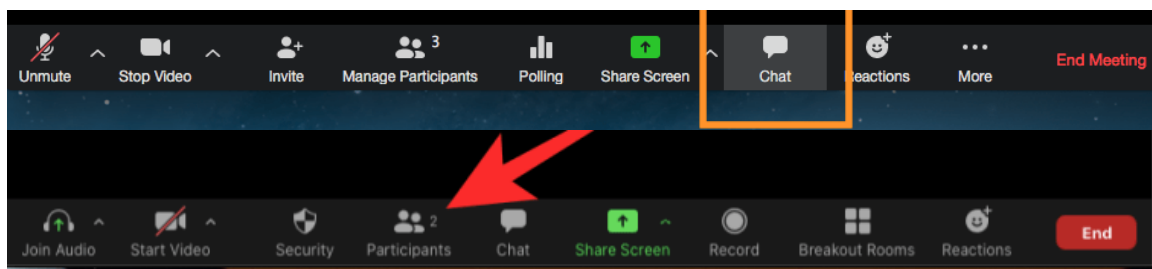 3
Unmute Stop Video Invite Manage Participants Polling Share Screen Chat Reactions More End Meeting
2
Join Audio Start Video Security Participants Chat Share Screen Record Breakout Rooms Reactions End